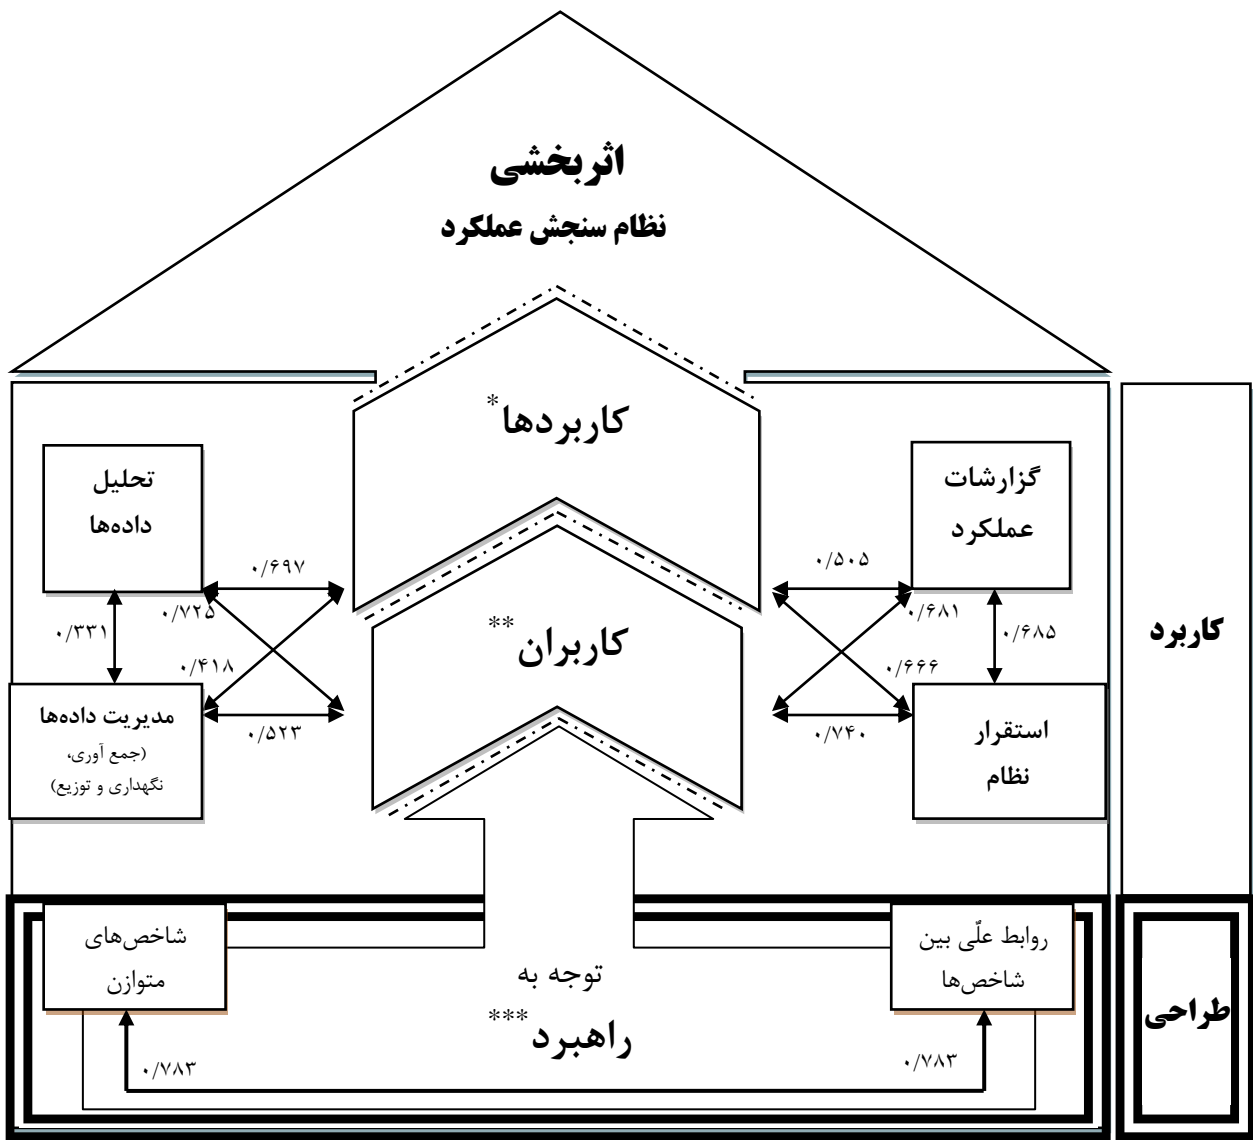 اثربخشی
نظام سنجش عملکرد
کاربردها*
گزارشات
عملکرد
تحلیل
داده‌ها
۰/۵۰۵
۰/۶۹۷
۰/۶۸۱
۰/۷۲۵
۰/۶۸۵
۰/۳۳۱
کاربران**
کاربرد
۰/۶۶۶
۰/۴۱۸
استقرار
نظام
۰/۷۴۰
۰/۵۲۳
مدیریت داده‌ها
(جمع آوری،
نگهداری و توزیع)
روابط علّی بین
شاخص‌ها
شاخص‌های
متوازن
توجه به
راهبرد***
طراحی
۰/۷۸۳
۰/۷۸۳